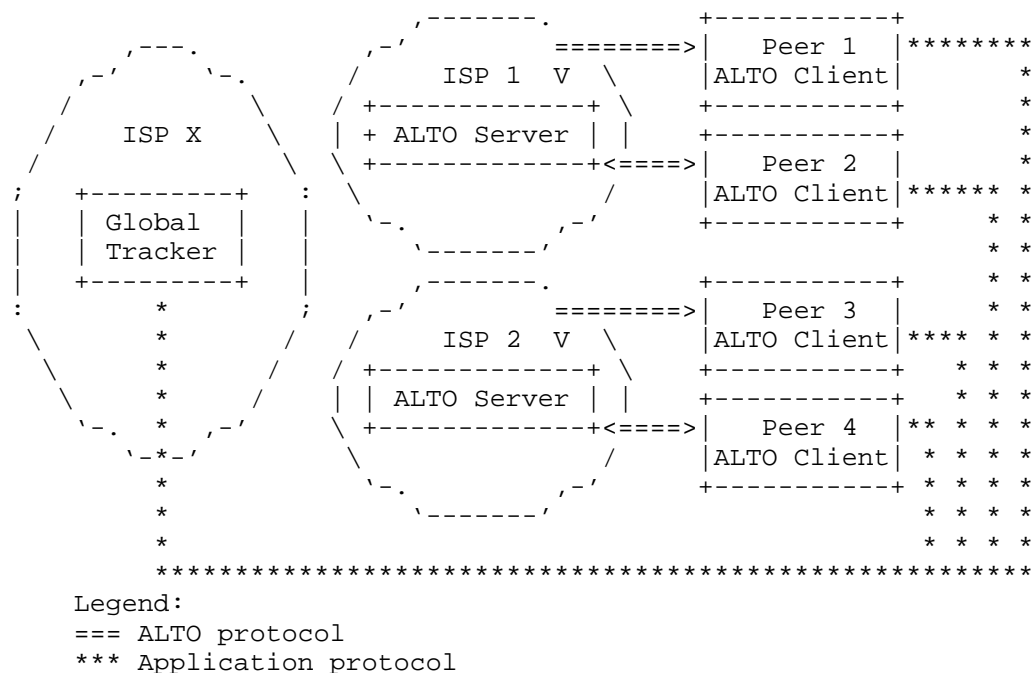 Peer 1
ISP 1 V
ALTO Client
ISP X
ALTO Server
Peer 2
ALTO Client
Global
Tracker
Peer 3
ISP 2 V
ALTO Client
ALTO Server
Peer 4
ALTO Client
Legend:
=== ALTO protocol
*** Application protocol